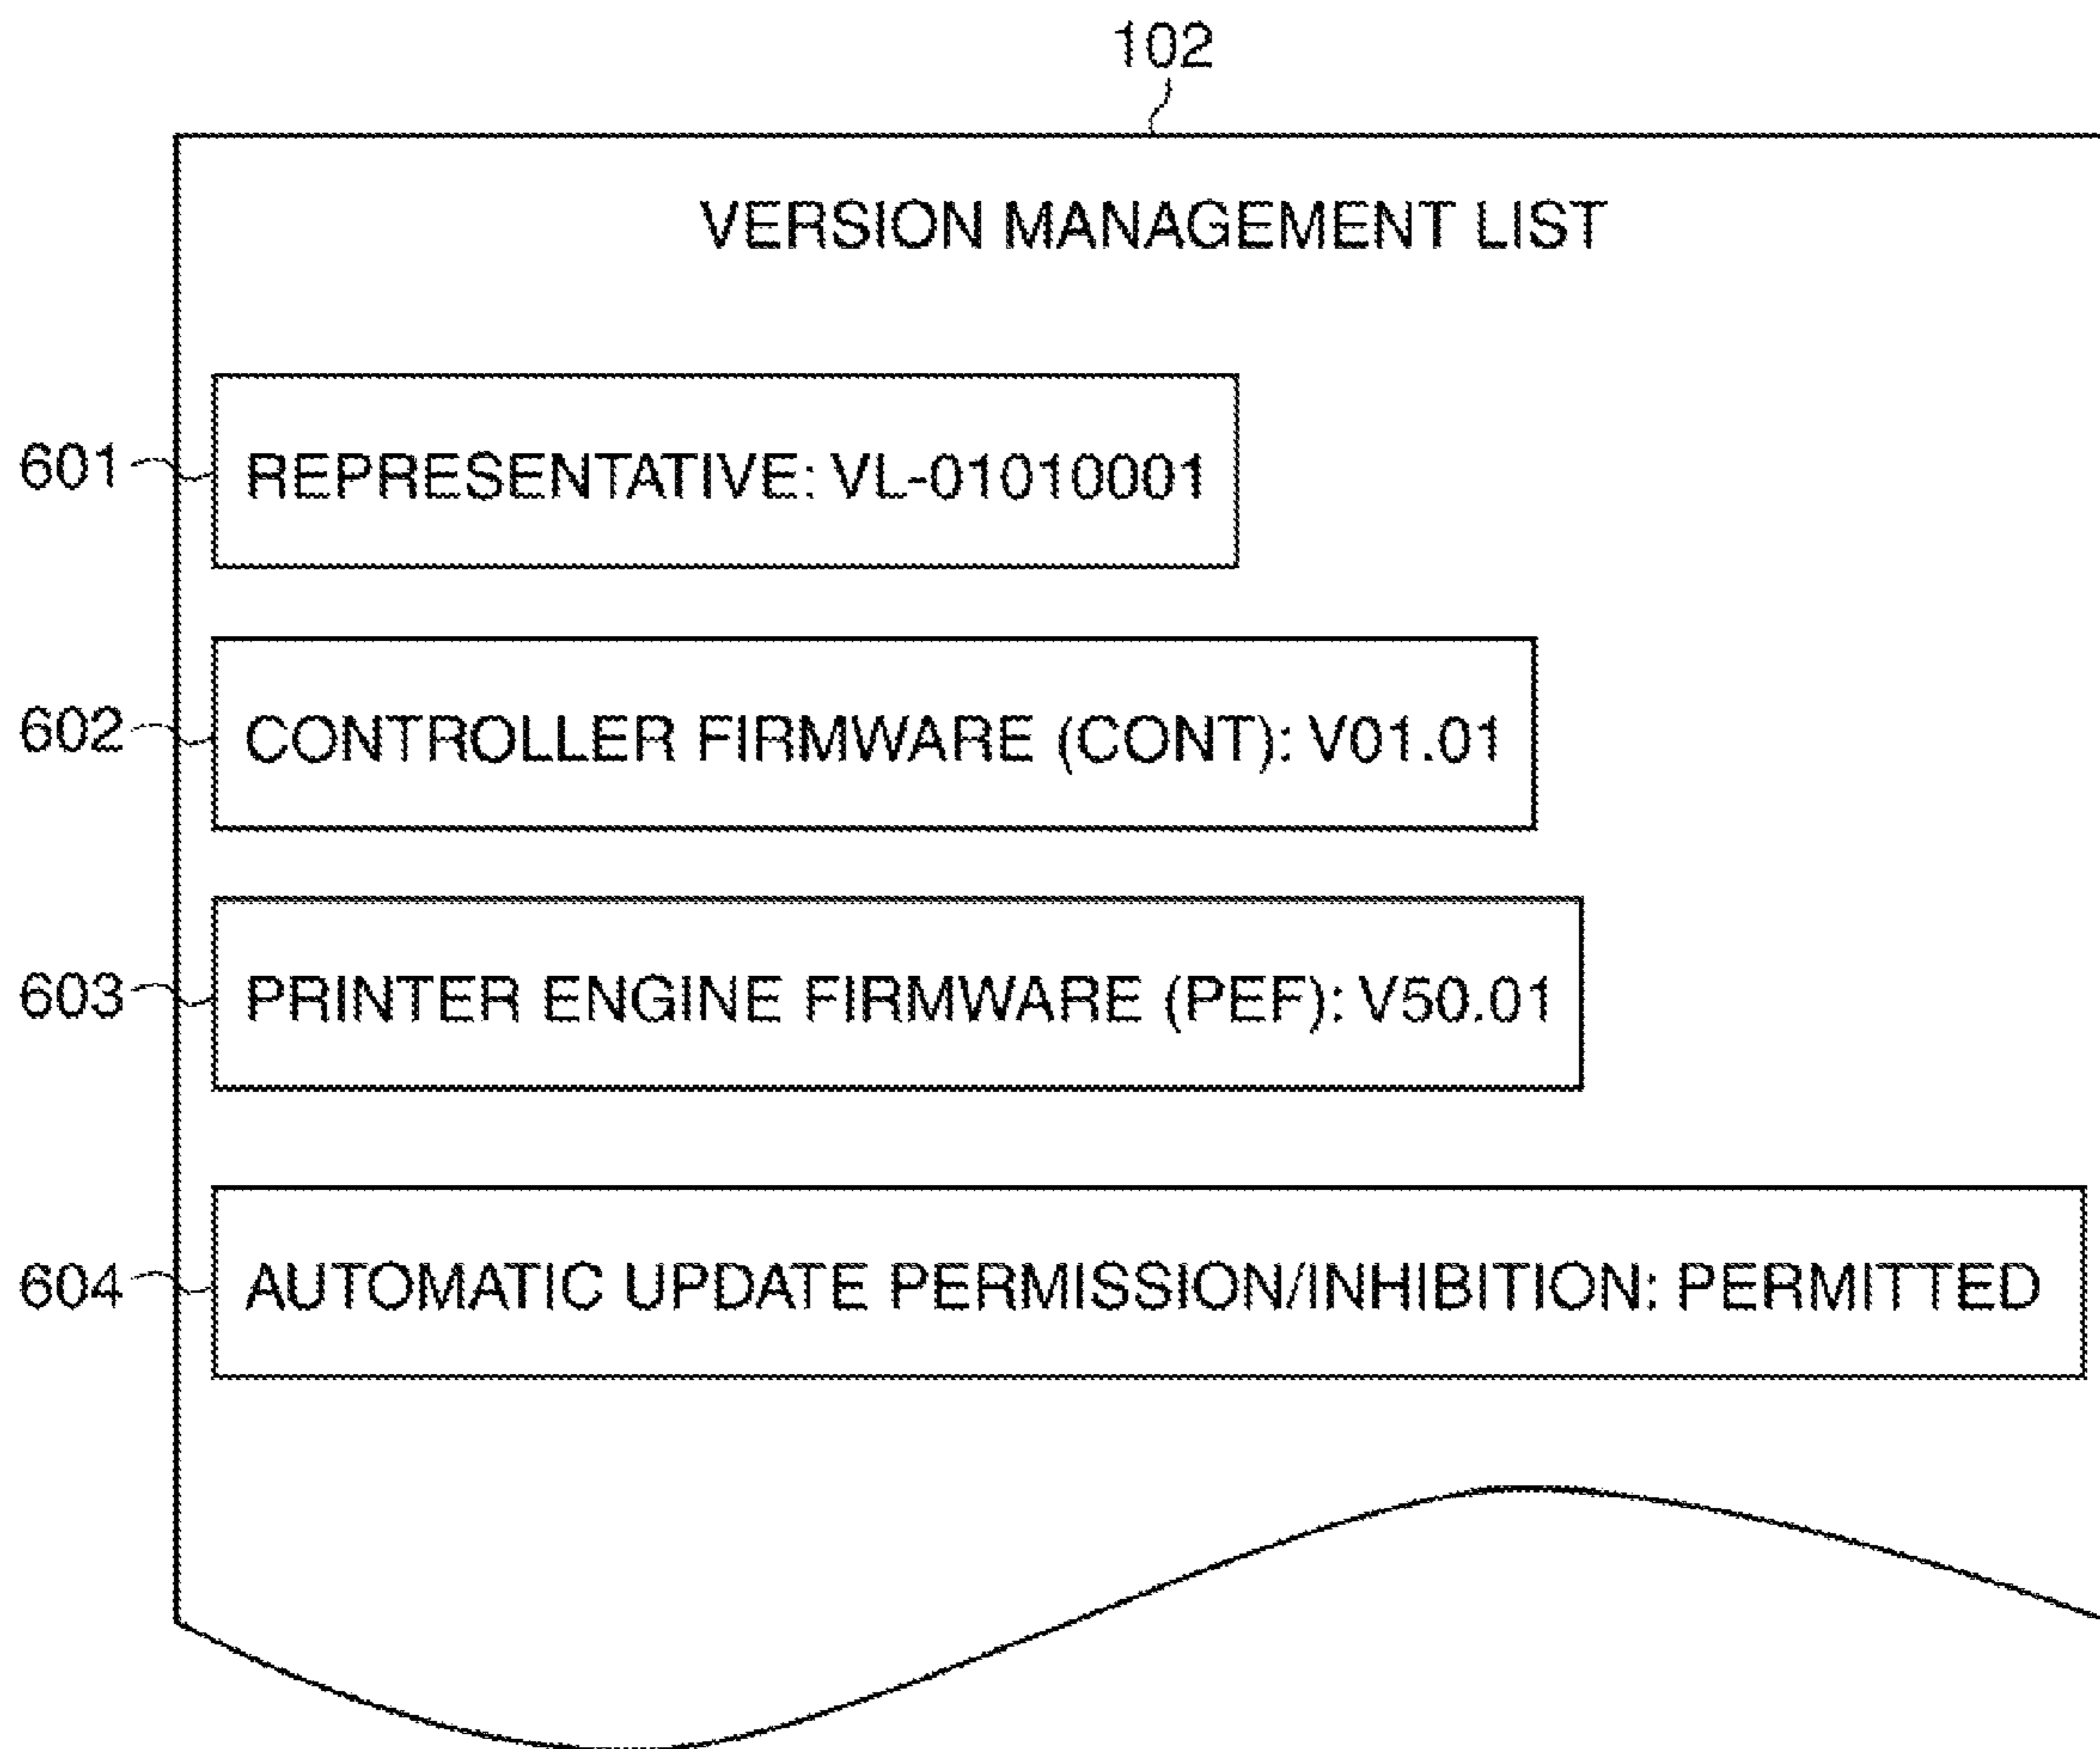 102
VERSION MANAGEMENT LIST
601 REPRESENTATIVE: VL-01010001
602 CONTROLLER FIRMWARE (CONT): V01.01
603 PRINTER ENGINE FIRMWARE (PEF): V50.01
604 AUTOMATIC UPDATE PERMISSION/INHIBITION: PERMITTED